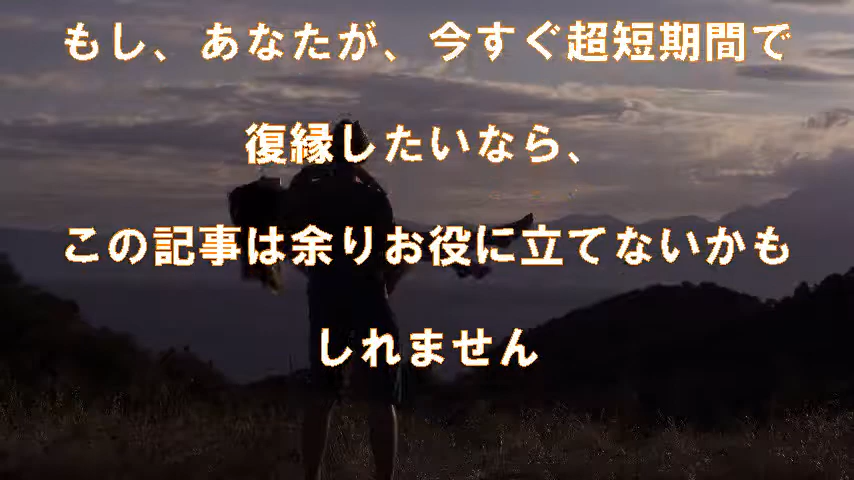 もし、あなたが、今すぐ超短期間で
復縁したいなら、
この記事は余りお役に立てないかも
しれません